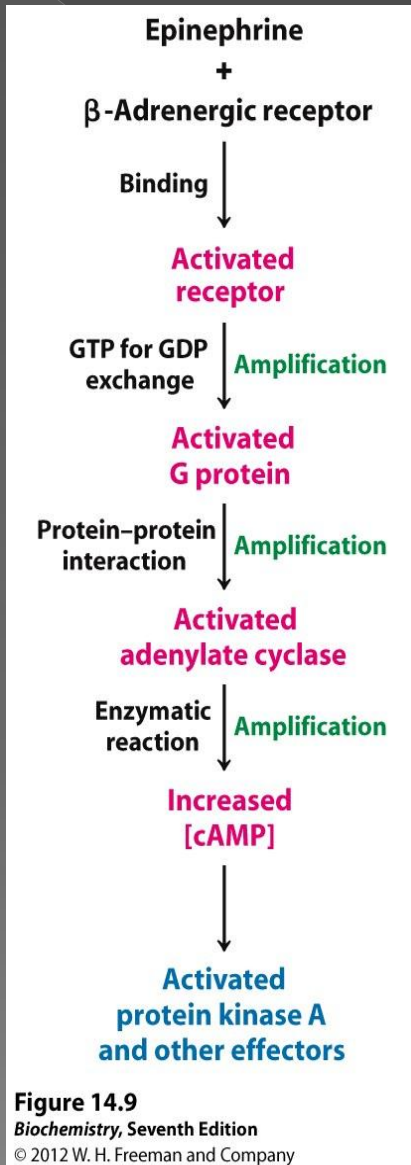 Epinephrine
+
β-Adrenergic receptor
Binding
Activated
receptor
GTP for GDP
exchange
Amplification
Activated
G protein
Protein–protein
interaction
Amplification
Activated
adenylate cyclase
Enzymatic
reaction
Amplification
Increased
[cAMP]
Activated
protein kinase A
and other effectors
Figure 14.9
Biochemistry, Seventh Edition
© 2012 W. H. Freeman and Company